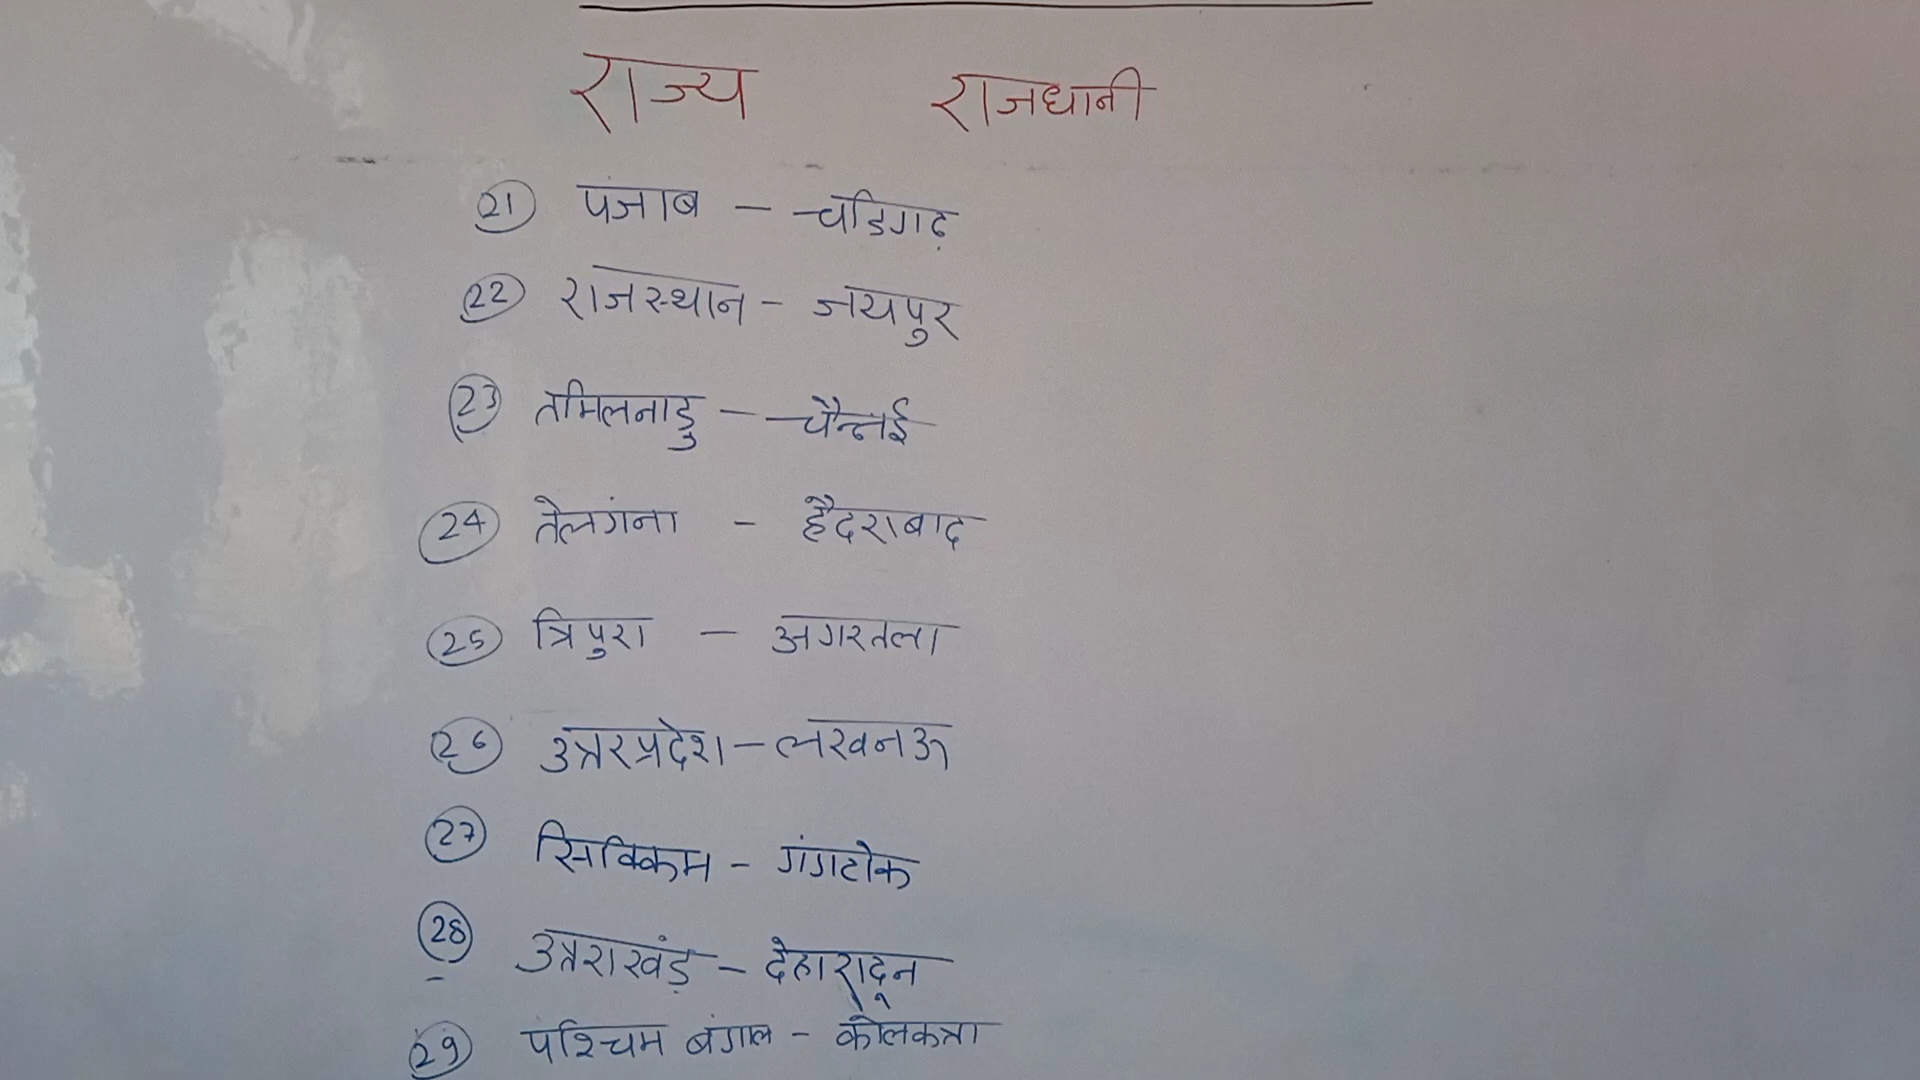 राज्य राजधानी
21 पंजाब - चडिगढ़
22 राजस्थान - जयपुर
23 तमिलनाडु - चैन्नई
24 तेलगंना - हैदराबाद
25 त्रिपुरा - अगरतला
26 उत्तरप्रदेश - लखनऊ
27 सिक्किम - गंगटोक
28 उत्तराखंड़ - देहारादून
29 पश्चिम बंगाल - कोलकत्ता